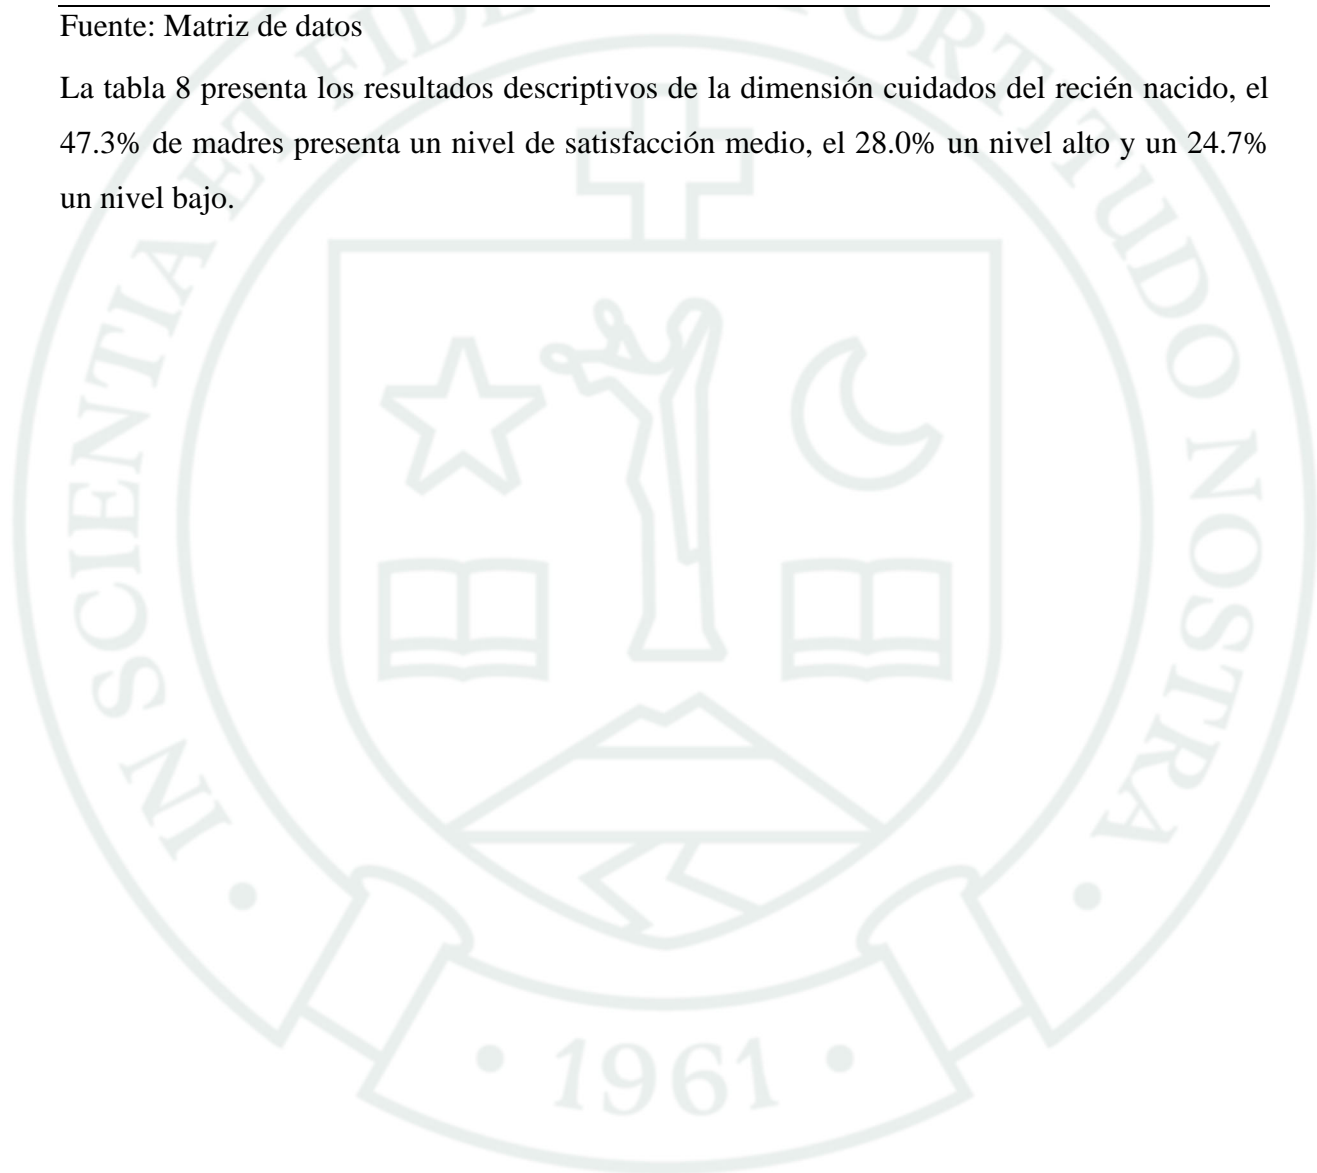 Fuente: Matriz de datos
La tabla 8 presenta los resultados descriptivos de la dimensión cuidados del recién nacido, el
47.3% de madres presenta un nivel de satisfacción medio, el 28.0% un nivel alto y un 24.7%
un nivel bajo.
IN SCIENTIA ET FIDE
FORTITUDO NOSTRA
• 1961 •